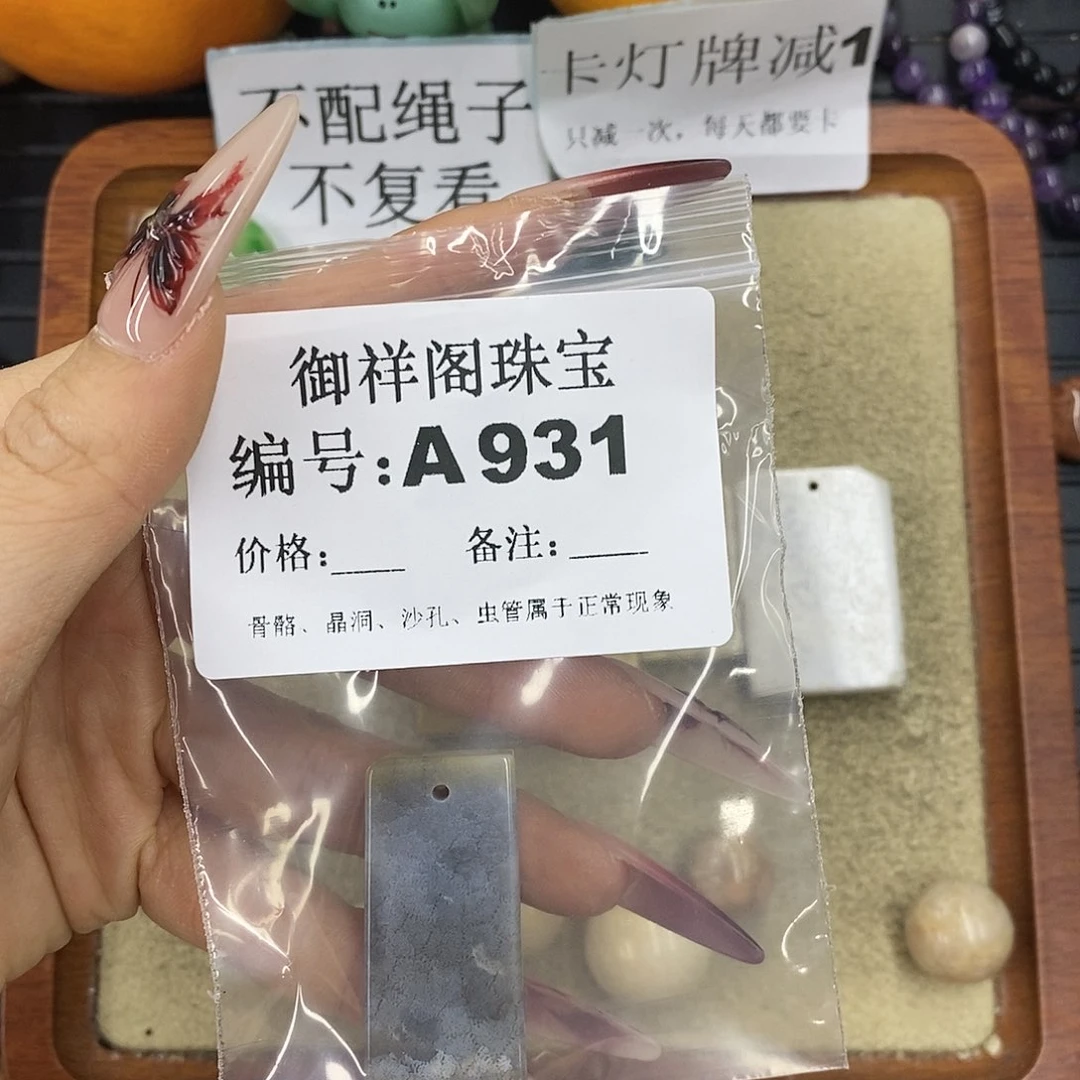 不配绳子
不复看
卡灯牌减1
只减一次，每天都要卡
御祥阁珠宝
编号:A931
价格:____ 备注:____
骨骼、晶洞、沙孔、虫管属于正常现象